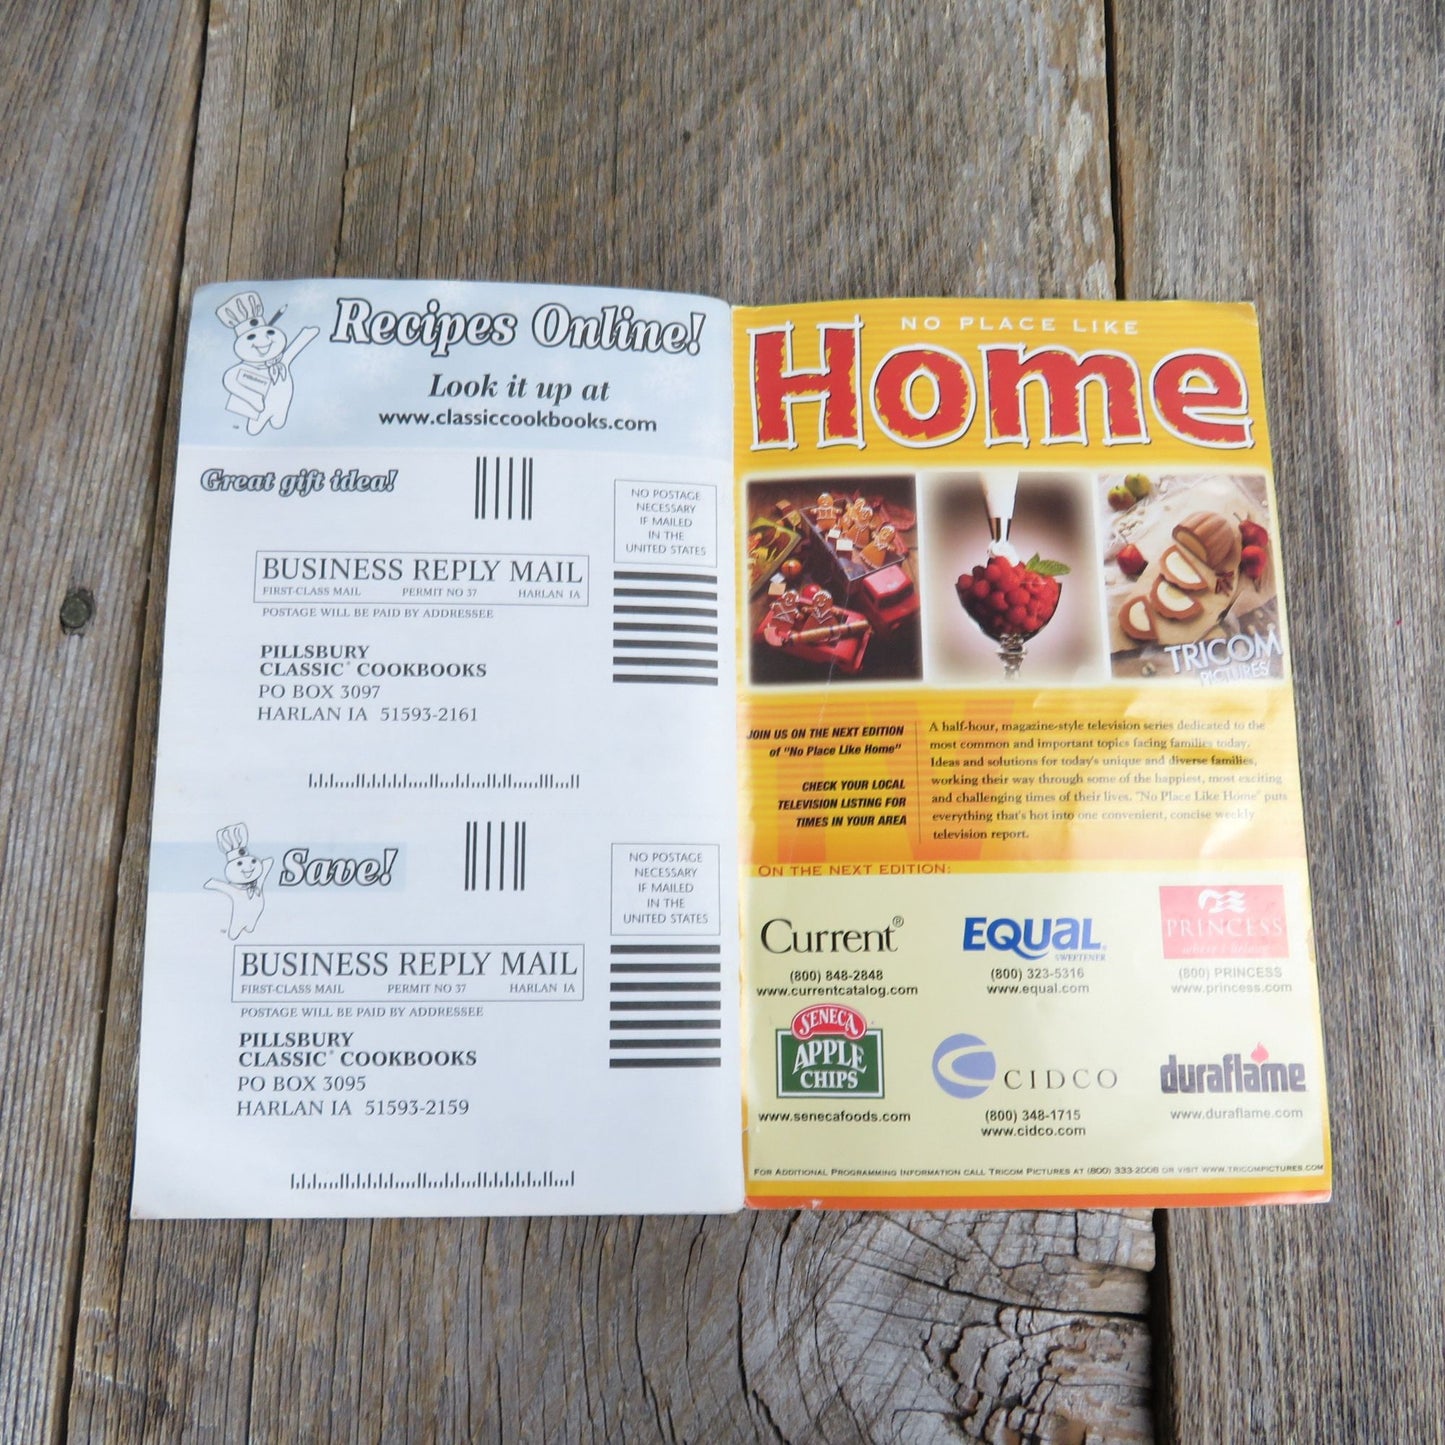 Recipes Online!
Look it up at
www.classiccookbooks.com
Great gift idea!
NO POSTAGE
NECESSARY
IF MAILED
IN THE
UNITED STATES
BUSINESS REPLY MAIL
FIRST-CLASS MAIL PERMIT NO 37 HARLAN IA
POSTAGE WILL BE PAID BY ADDRESSEE
PILLSBURY
CLASSIC® COOKBOOKS
PO BOX 3097
HARLAN IA 51593-2161
Save!
NO POSTAGE
NECESSARY
IF MAILED
IN THE
UNITED STATES
BUSINESS REPLY MAIL
FIRST-CLASS MAIL PERMIT NO 37 HARLAN IA
POSTAGE WILL BE PAID BY ADDRESSEE
PILLSBURY
CLASSIC® COOKBOOKS
PO BOX 3095
HARLAN IA 51593-2159
NO PLACE LIKE
Home
TRICOM
PICTURES
JOIN US ON THE NEXT EDITION
of "No Place Like Home"
CHECK YOUR LOCAL
TELEVISION LISTING FOR
TIMES IN YOUR AREA
A half-hour, magazine-style television series dedicated to the
most common and important topics facing families today.
Ideas and solutions for today's unique and diverse families,
working their way through some of the happiest, most exciting
and challenging times of their lives. "No Place Like Home" puts
everything that's hot into one convenient, concise weekly
television report.
ON THE NEXT EDITION:
Current®
(800) 848-2848
www.currentcatalog.com
EQUAL®
SWEETENER
(800) 323-5316
www.equal.com
PRINCESS
(800) PRINCESS
www.princess.com
SENECA
APPLE
CHIPS
www.senecafoods.com
CIDCO
(800) 348-1715
www.cidco.com
duraflame
www.duraflame.com
FOR ADDITIONAL PROGRAMMING INFORMATION CALL TRICOM PICTURES AT (800) 333-2008 OR VISIT WWW.TRICOMPICTURES.COM